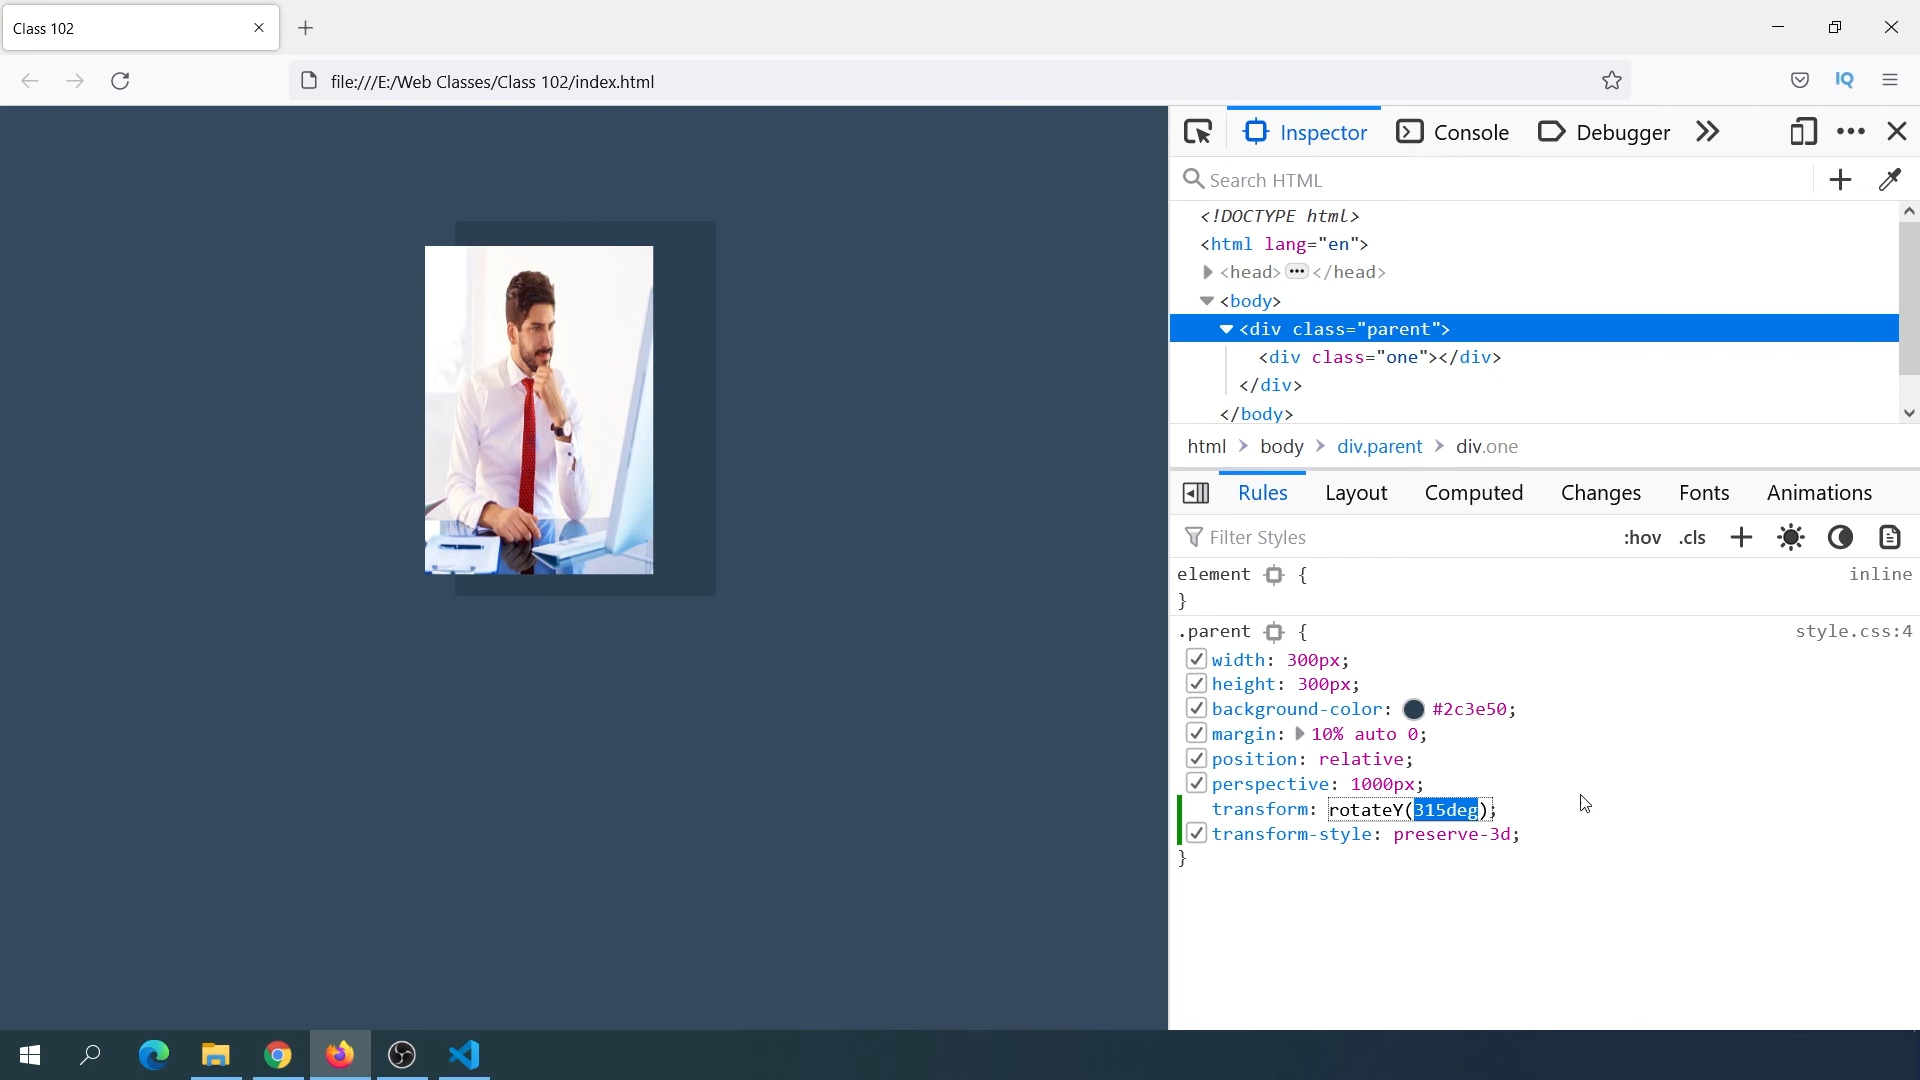 Class 102
file:///E:/Web Classes/Class 102/index.html
IQ
Inspector
Console
Debugger
Search HTML
<!DOCTYPE html>
<html lang="en">
<head> ••• </head>
<body>
<div class="parent">
<div class="one"></div>
</div>
</body>
html > body > div.parent > div.one
Rules Layout Computed Changes Fonts Animations
Filter Styles :hov .cls
element { inline
}
.parent { style.css:4
width: 300px;
height: 300px;
background-color: #2c3e50;
margin: 10% auto 0;
position: relative;
perspective: 1000px;
transform: rotateY(315deg);
transform-style: preserve-3d;
}